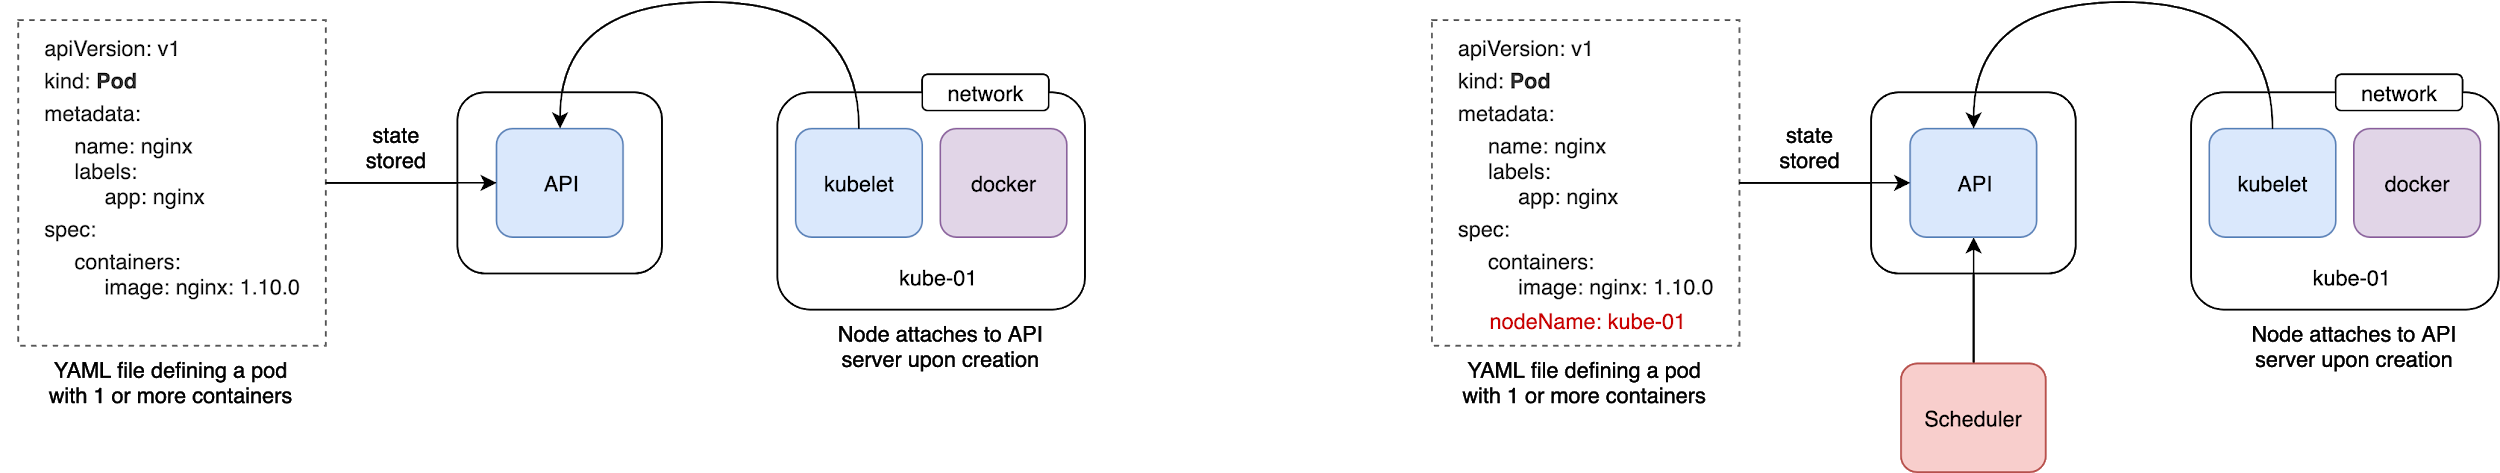 apiVersion: v1
kind: Pod
metadata:
name: nginx
labels:
app: nginx
spec:
containers:
image: nginx: 1.10.0
YAML file defining a pod
with 1 or more containers
state
stored
API
network
kubelet
docker
kube-01
Node attaches to API
server upon creation
apiVersion: v1
kind: Pod
metadata:
name: nginx
labels:
app: nginx
spec:
containers:
image: nginx: 1.10.0
nodeName: kube-01
YAML file defining a pod
with 1 or more containers
state
stored
API
Scheduler
network
kubelet
docker
kube-01
Node attaches to API
server upon creation